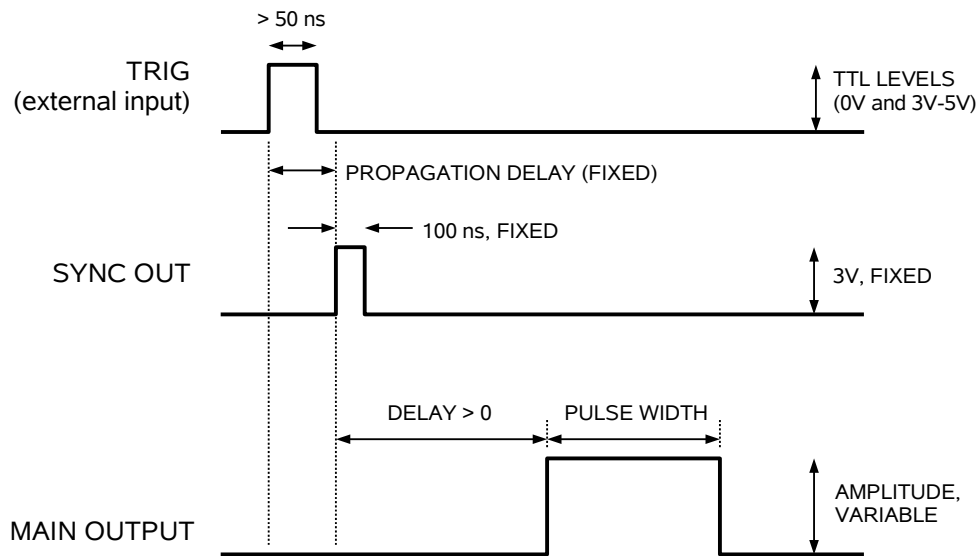 > 50 ns
TRIG
(external input)
TTL LEVELS
(0V and 3V-5V)
PROPAGATION DELAY (FIXED)
100 ns, FIXED
SYNC OUT
3V, FIXED
DELAY > 0
PULSE WIDTH
AMPLITUDE,
VARIABLE
MAIN OUTPUT